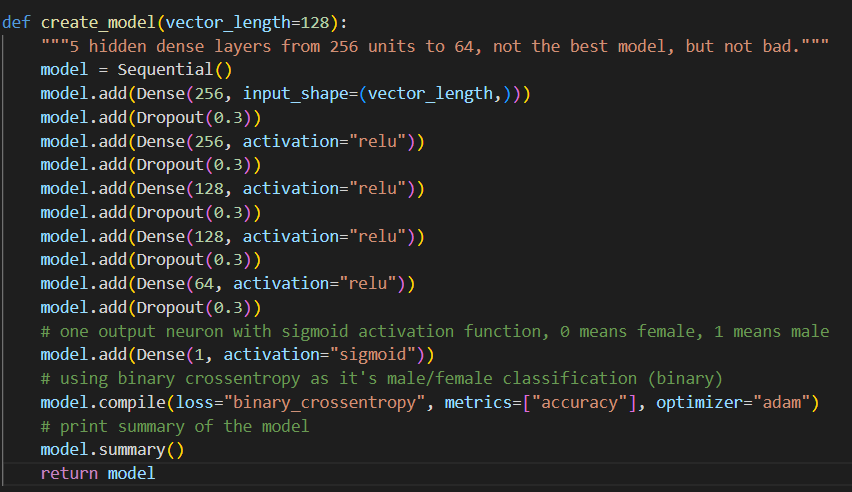 def create_model(vector_length=128):
    """5 hidden dense layers from 256 units to 64, not the best model, but not bad."""
    model = Sequential()
    model.add(Dense(256, input_shape=(vector_length,)))
    model.add(Dropout(0.3))
    model.add(Dense(256, activation="relu"))
    model.add(Dropout(0.3))
    model.add(Dense(128, activation="relu"))
    model.add(Dropout(0.3))
    model.add(Dense(128, activation="relu"))
    model.add(Dropout(0.3))
    model.add(Dense(64, activation="relu"))
    model.add(Dropout(0.3))
    # one output neuron with sigmoid activation function, 0 means female, 1 means male
    model.add(Dense(1, activation="sigmoid"))
    # using binary crossentropy as it's male/female classification (binary)
    model.compile(loss="binary_crossentropy", metrics=["accuracy"], optimizer="adam")
    # print summary of the model
    model.summary()
    return model